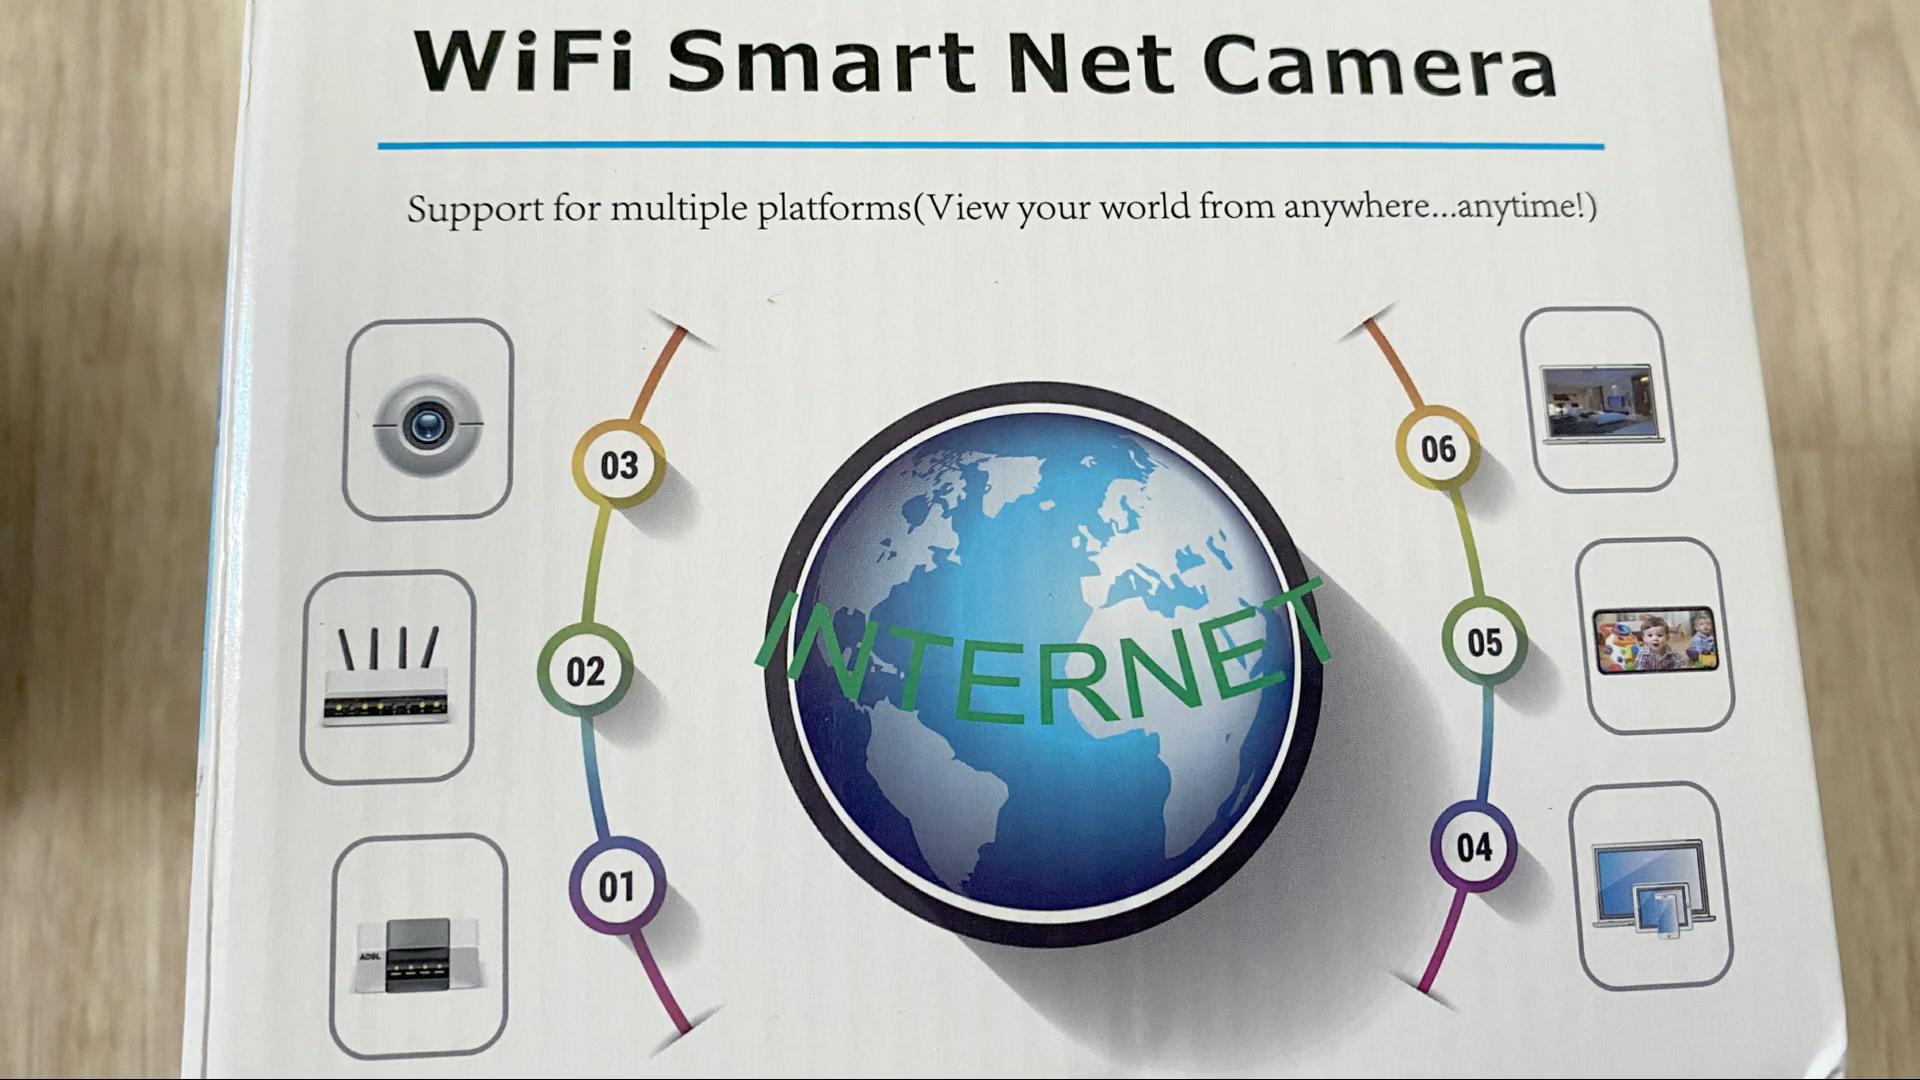 WiFi Smart Net Camera
Support for multiple platforms(View your world from anywhere...anytime!)
03
06
INTERNET
02
05
01
04
ADSL